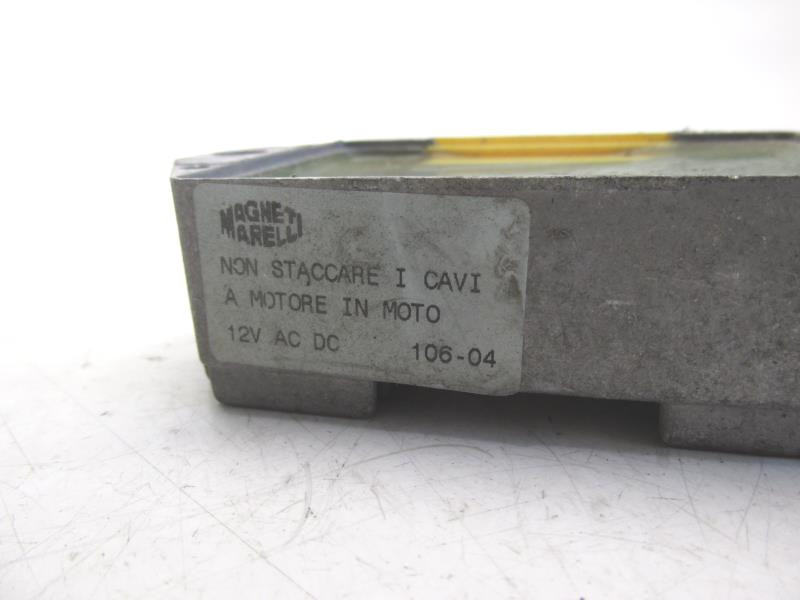 MAGNETI
MARELLI
NON STACCARE I CAVI
A MOTORE IN MOTO
12V AC DC 106-04